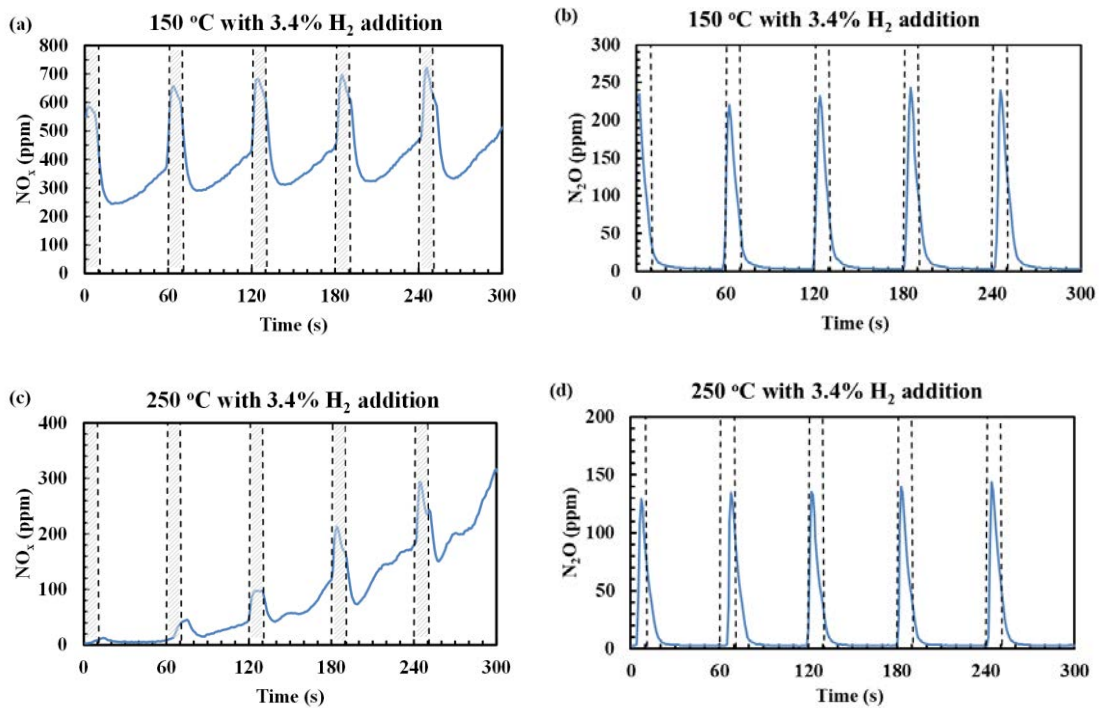 (a) 150 °C with 3.4% H₂ addition
800
700
600
500
400
300
200
100
0
NOₓ (ppm)
0 60 120 180 240 300
Time (s)
(b) 150 °C with 3.4% H₂ addition
300
250
200
150
100
50
0
N₂O (ppm)
0 60 120 180 240 300
Time (s)
(c) 250 °C with 3.4% H₂ addition
400
300
200
100
0
NOₓ (ppm)
0 60 120 180 240 300
Time (s)
(d) 250 °C with 3.4% H₂ addition
200
150
100
50
0
N₂O (ppm)
0 60 120 180 240 300
Time (s)